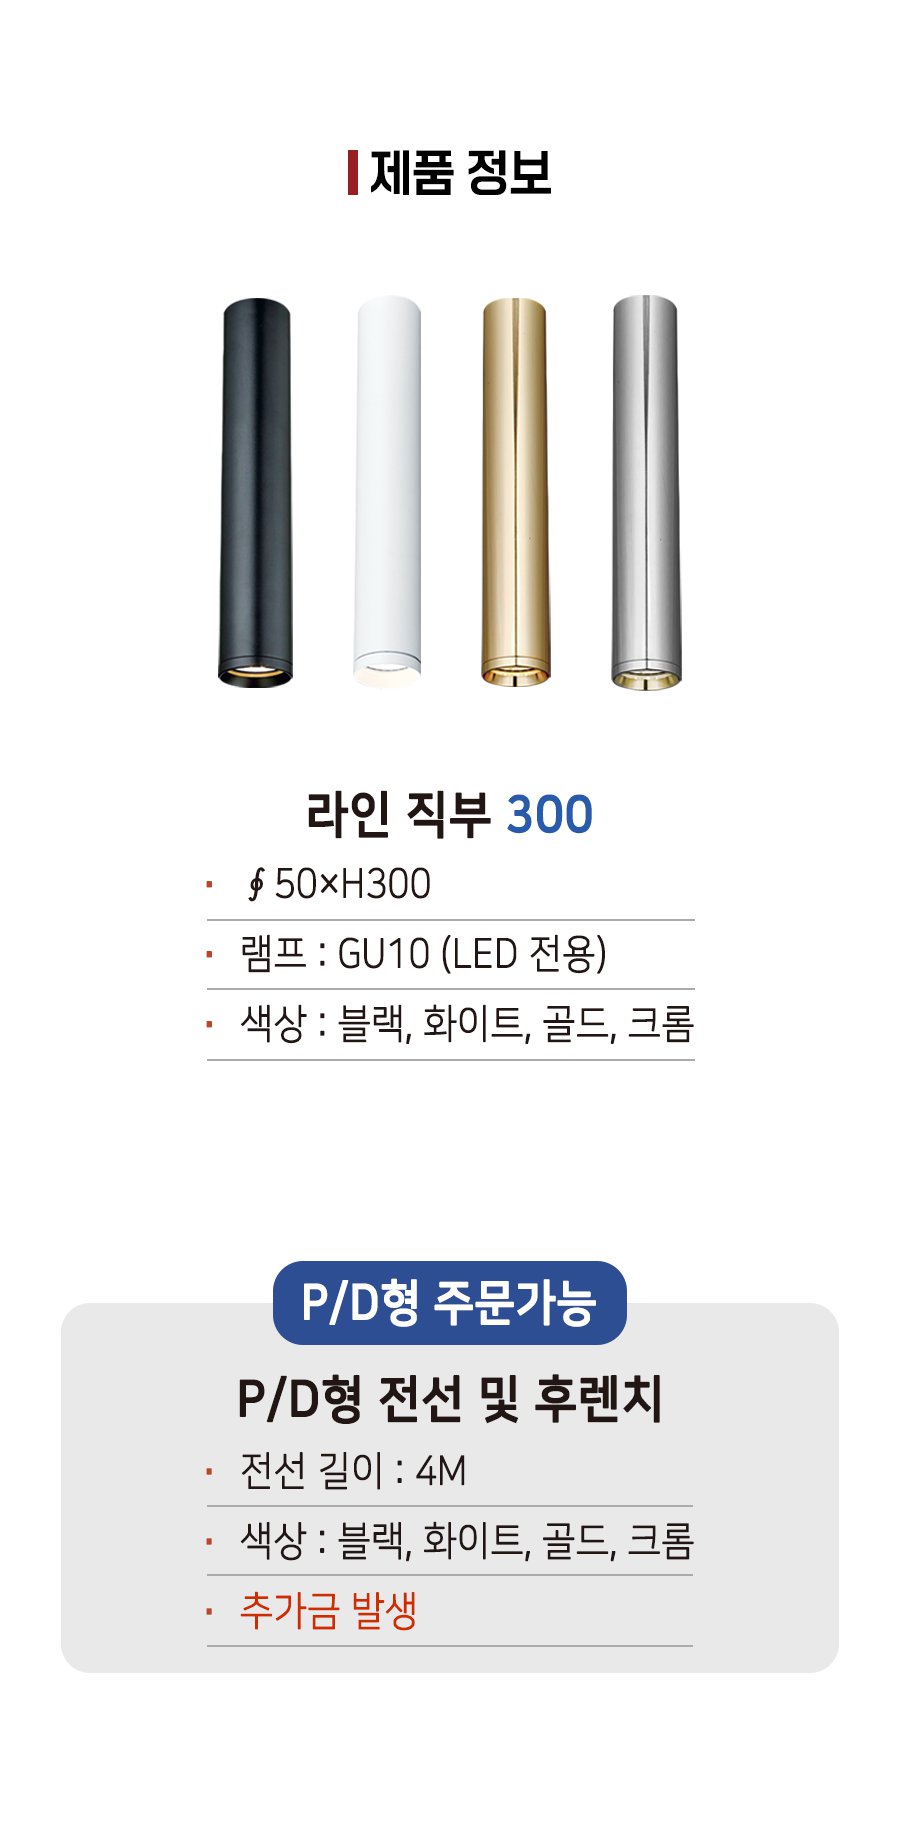 제품 정보
라인 직부 300
∮ 50×H300
램프 : GU10 (LED 전용)
색상 : 블랙, 화이트, 골드, 크롬
P/D형 주문가능
P/D형 전선 및 후렌치
전선 길이 : 4M
색상 : 블랙, 화이트, 골드, 크롬
추가금 발생